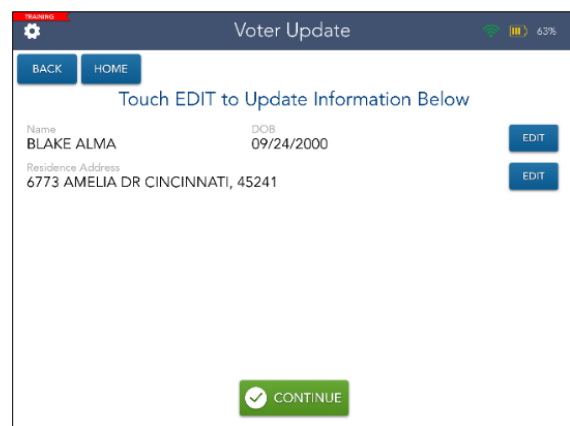 TRAINING
Voter Update
63%
BACK HOME
Touch EDIT to Update Information Below
Name DOB
BLAKE ALMA 09/24/2000 EDIT
Residence Address
6773 AMELIA DR CINCINNATI, 45241 EDIT
CONTINUE